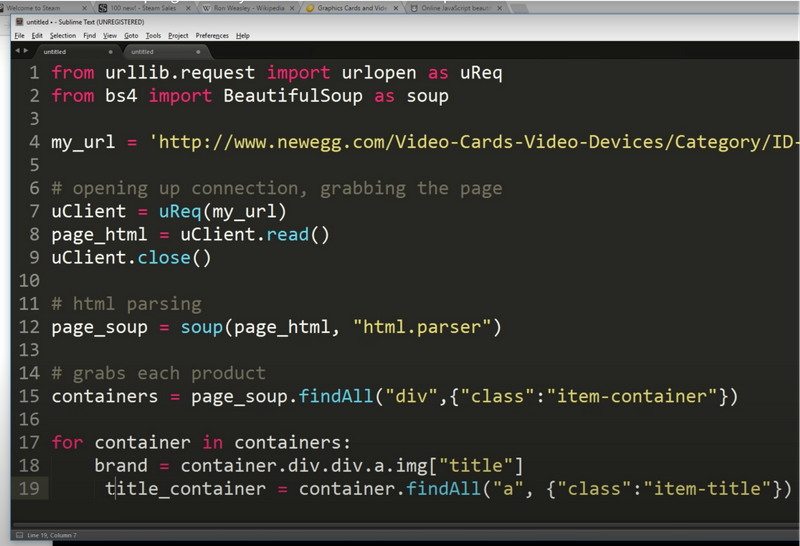 Welcome to Steam
100 new! - Steam Sales
Ron Weasley - Wikipedia
Graphics Cards and Vide
Online JavaScript beaut
untitled • - Sublime Text (UNREGISTERED)
File Edit Selection Find View Goto Tools Project Preferences Help
untitled untitled
1 from urllib.request import urlopen as uReq
2 from bs4 import BeautifulSoup as soup
3
4 my_url = 'http://www.newegg.com/Video-Cards-Video-Devices/Category/ID-
5
6 # opening up connection, grabbing the page
7 uClient = uReq(my_url)
8 page_html = uClient.read()
9 uClient.close()
10
11 # html parsing
12 page_soup = soup(page_html, "html.parser")
13
14 # grabs each product
15 containers = page_soup.findAll("div",{"class":"item-container"})
16
17 for container in containers:
18     brand = container.div.div.a.img["title"]
19      title_container = container.findAll("a", {"class":"item-title"})
Line 19, Column 7